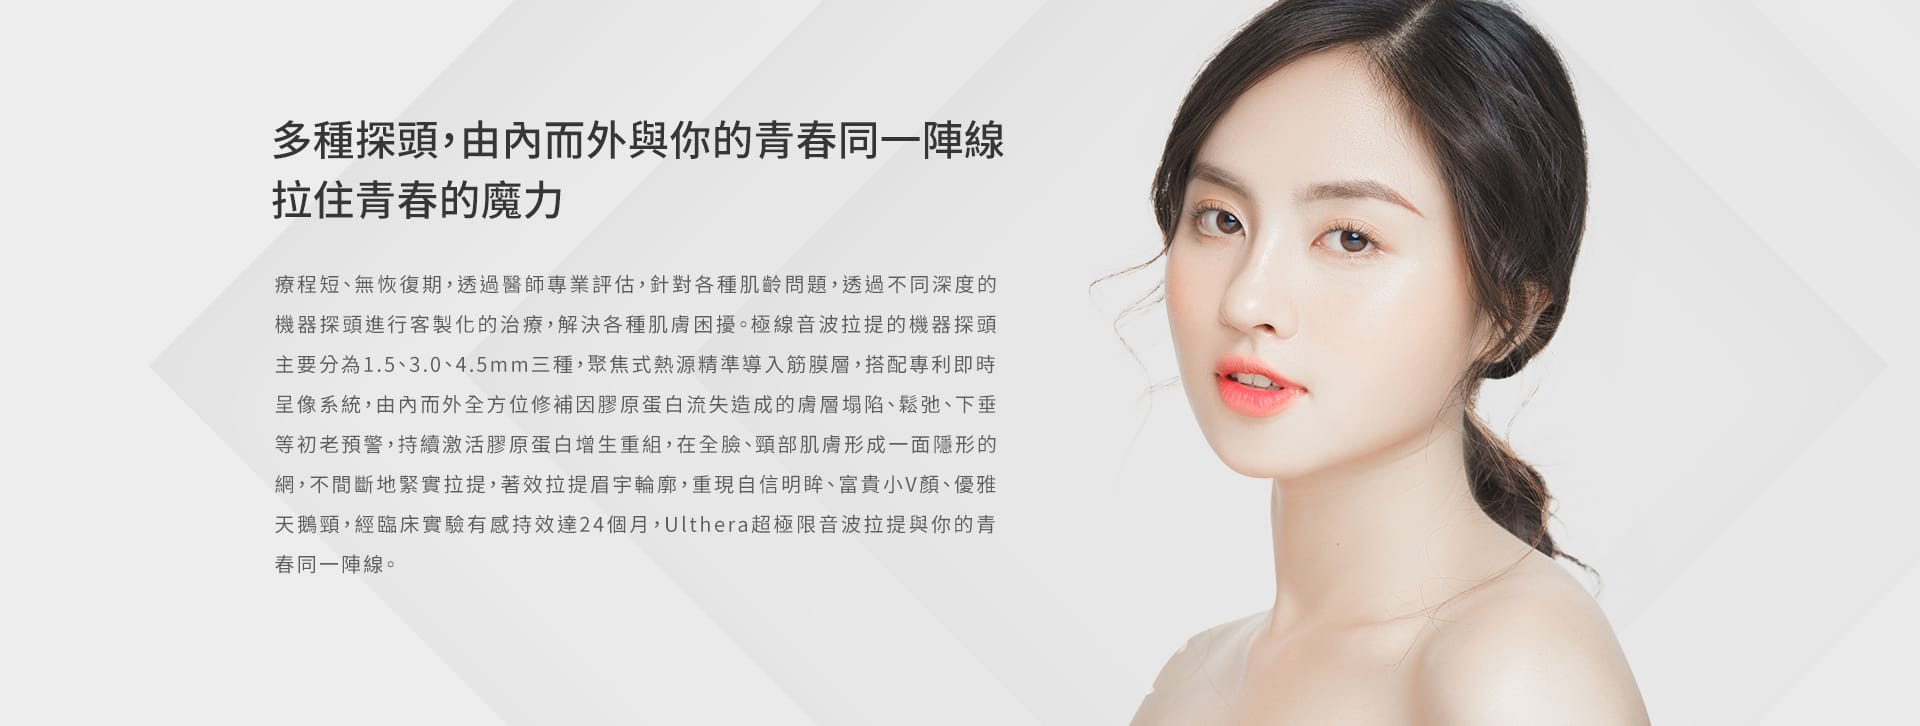 多種探頭，由內而外與你的青春同一陣線
拉住青春的魔力
療程短、無恢復期，透過醫師專業評估，針對各種肌齡問題，透過不同深度的
機器探頭進行客製化的治療，解決各種肌膚困擾。極線音波拉提的機器探頭
主要分為1.5、3.0、4.5mm三種，聚焦式熱源精準導入筋膜層，搭配專利即時
呈像系統，由內而外全方位修補因膠原蛋白流失造成的膚層塌陷、鬆弛、下垂
等初老預警，持續激活膠原蛋白增生重組，在全臉、頸部肌膚形成一面隱形的
網，不間斷地緊實拉提，著效拉提眉宇輪廓，重現自信明眸、富貴小V顏、優雅
天鵝頸，經臨床實驗有感持效達24個月，Ulthera超極限音波拉提與你的青
春同一陣線。